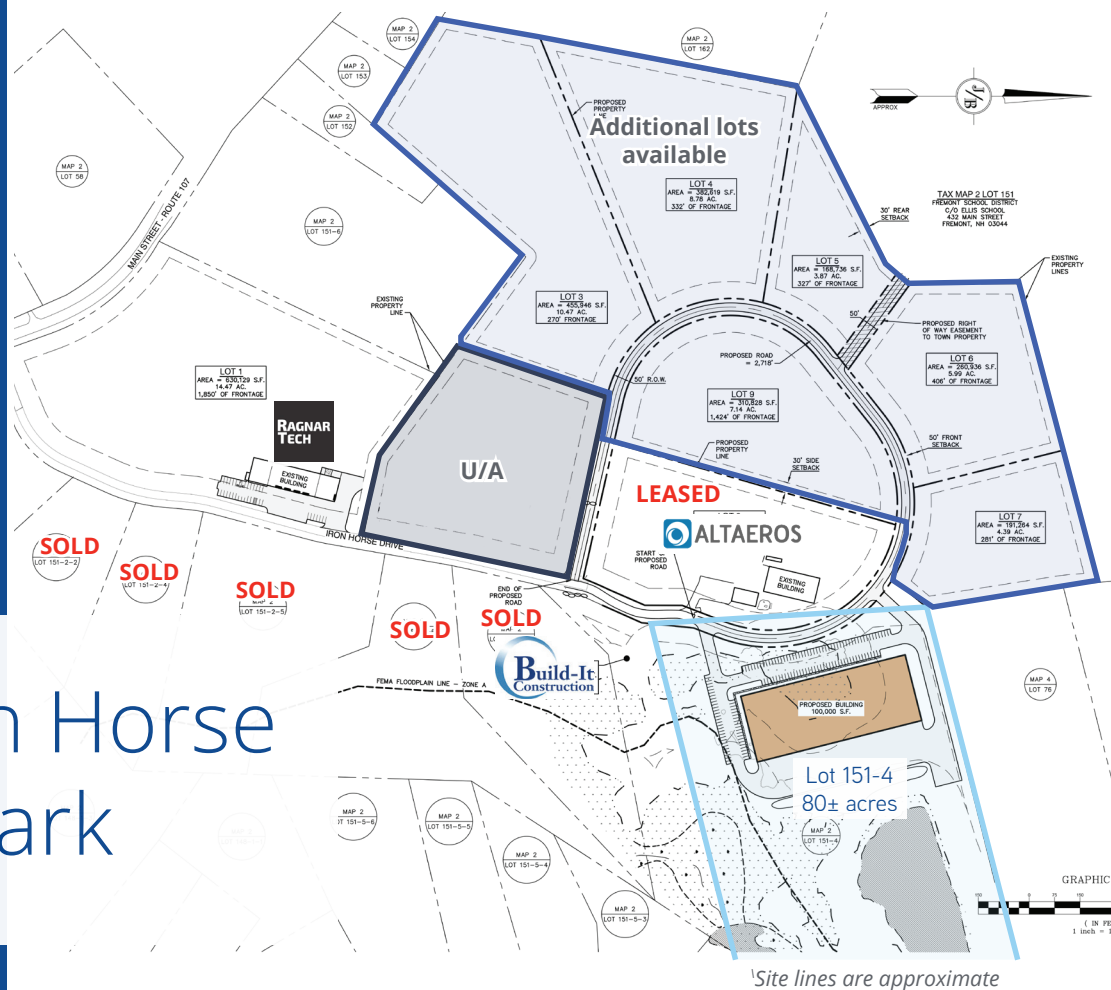 MAP 2
LOT 154
MAP 2
LOT 153
MAP 2
LOT 152
MAP 2
LOT 162
MAP 2
LOT 58
MAP 2
LOT 151-6
MAIN STREET - ROUTE 107
PROPOSED
PROPERTY
Additional lots
available
LOT 4
AREA = 382,619 S.F.
8.78 AC.
332' OF FRONTAGE
APPROX
J/B
TAX MAP 2 LOT 151
FREMONT SCHOOL DISTRICT
C/O ELLIS SCHOOL
432 MAIN STREET
FREMONT, NH 03044
30' REAR
SETBACK
LOT 5
AREA = 168,736 S.F.
3.87 AC.
327' OF FRONTAGE
EXISTING
PROPERTY
LINES
EXISTING
PROPERTY
LINE
LOT 3
AREA = 455,946 S.F.
10.47 AC.
270' FRONTAGE
50'
PROPOSED RIGHT
OF WAY EASEMENT
TO TOWN PROPERTY
PROPOSED ROAD
= 2,718'
LOT 6
AREA = 260,936 S.F.
5.99 AC.
406' OF FRONTAGE
LOT 1
AREA = 630,129 S.F.
14.47 AC.
1,850' OF FRONTAGE
50' R.O.W.
LOT 9
AREA = 310,828 S.F.
7.14 AC.
1,424' OF FRONTAGE
RAGNAR
TECH
EXISTING
BUILDING
U/A
PROPOSED
PROPERTY
LINE
30' SIDE
SETBACK
50' FRONT
SETBACK
LEASED
ALTAEROS
LOT 7
AREA = 191,264 S.F.
4.39 AC.
281' OF FRONTAGE
IRON HORSE DRIVE
START
PROPOSED
ROAD
EXISTING
BUILDING
END OF
PROPOSED
ROAD
SOLD
LOT 151-2-2
SOLD
LOT 151-2-4
SOLD
MAP 2
LOT 151-2-5
SOLD
SOLD
Build-It
Construction
FEMA FLOODPLAIN LINE - ZONE A
PROPOSED BUILDING
100,000 S.F.
MAP 4
LOT 76
n Horse
ark
Lot 151-4
80± acres
MAP 2
LOT 151-4
MAP 2
LOT 151-5-6
MAP 2
LOT 151-5-5
MAP 2
LOT 151-5-4
MAP 2
LOT 151-5-3
GRAPHIC
150
0
75
150
( IN FE
1 inch = 1
\Site lines are approximate